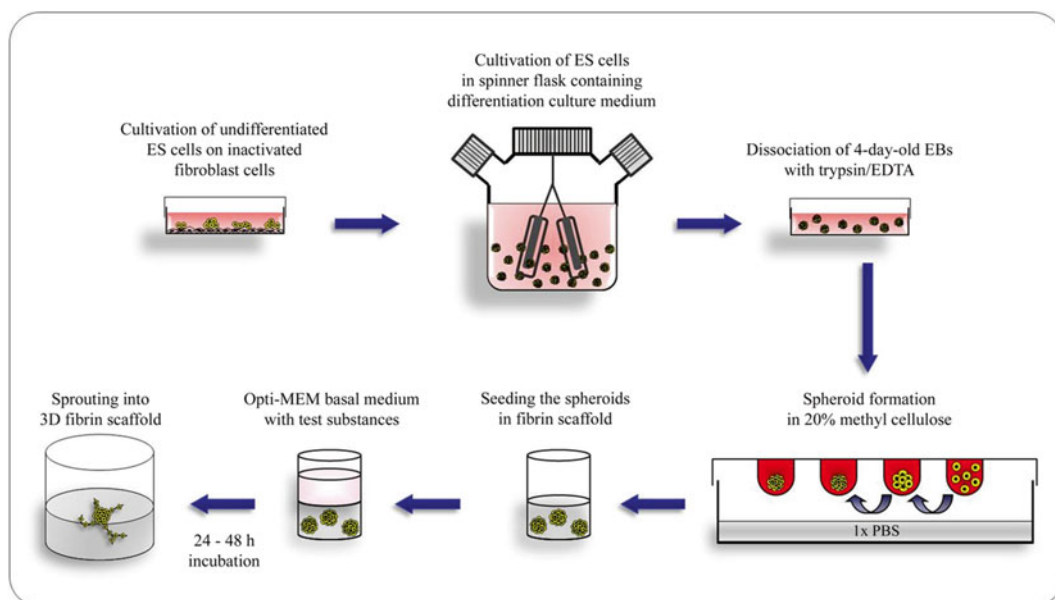 Cultivation of undifferentiated
ES cells on inactivated
fibroblast cells
Cultivation of ES cells
in spinner flask containing
differentiation culture medium
Dissociation of 4-day-old EBs
with trypsin/EDTA
Spheroid formation
in 20% methyl cellulose
1x PBS
Seeding the spheroids
in fibrin scaffold
Opti-MEM basal medium
with test substances
24 - 48 h
incubation
Sprouting into
3D fibrin scaffold